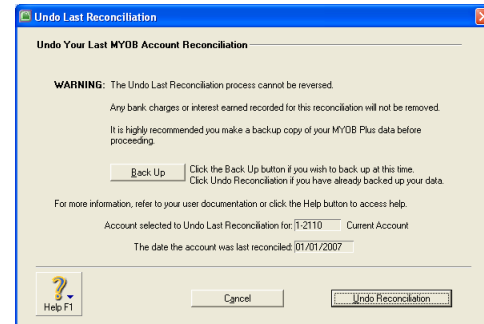 Undo Last Reconciliation
Undo Your Last MYOB Account Reconciliation
WARNING: The Undo Last Reconciliation process cannot be reversed.
Any bank charges or interest earned recorded for this reconciliation will not be removed.
It is highly recommended you make a backup copy of your MYOB Plus data before
proceeding.
Back Up
Click the Back Up button if you wish to back up at this time.
Click Undo Reconciliation if you have already backed up your data.
For more information, refer to your user documentation or click the Help button to access help.
Account selected to Undo Last Reconciliation for: 1-2110 Current Account
The date the account was last reconciled: 01/01/2007
Help F1
Cancel
Undo Reconciliation